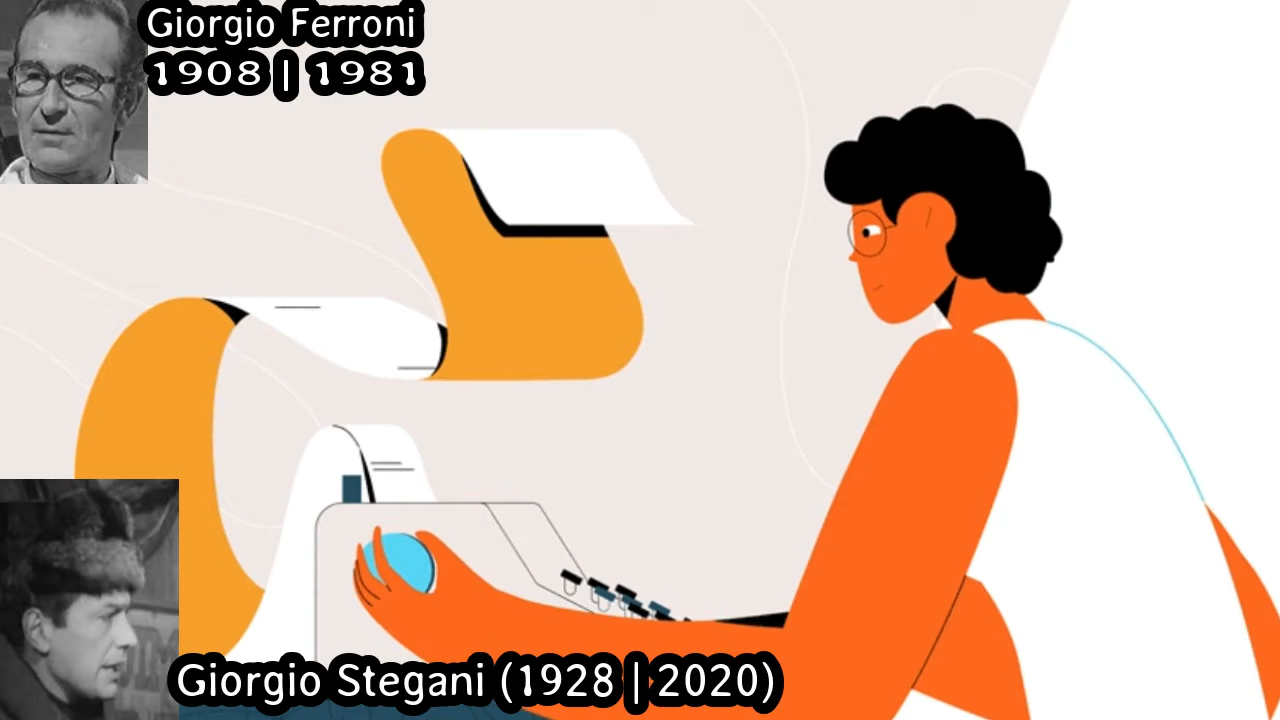 Giorgio Ferroni
1908 | 1981
Giorgio Stegani (1928 | 2020)